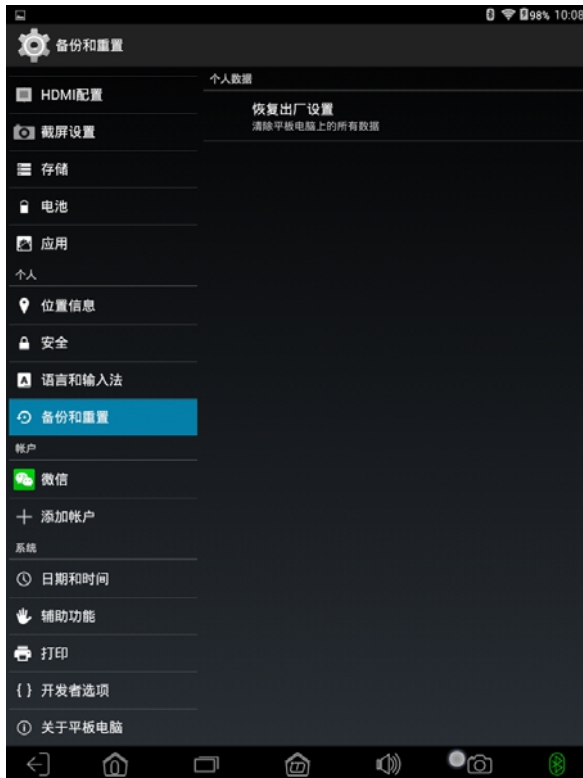 98% 10:08
备份和重置
HDMI配置
截屏设置
存储
电池
应用
个人
位置信息
安全
语言和输入法
备份和重置
帐户
微信
添加帐户
系统
日期和时间
辅助功能
打印
{ } 开发者选项
关于平板电脑
个人数据
恢复出厂设置
清除平板电脑上的所有数据